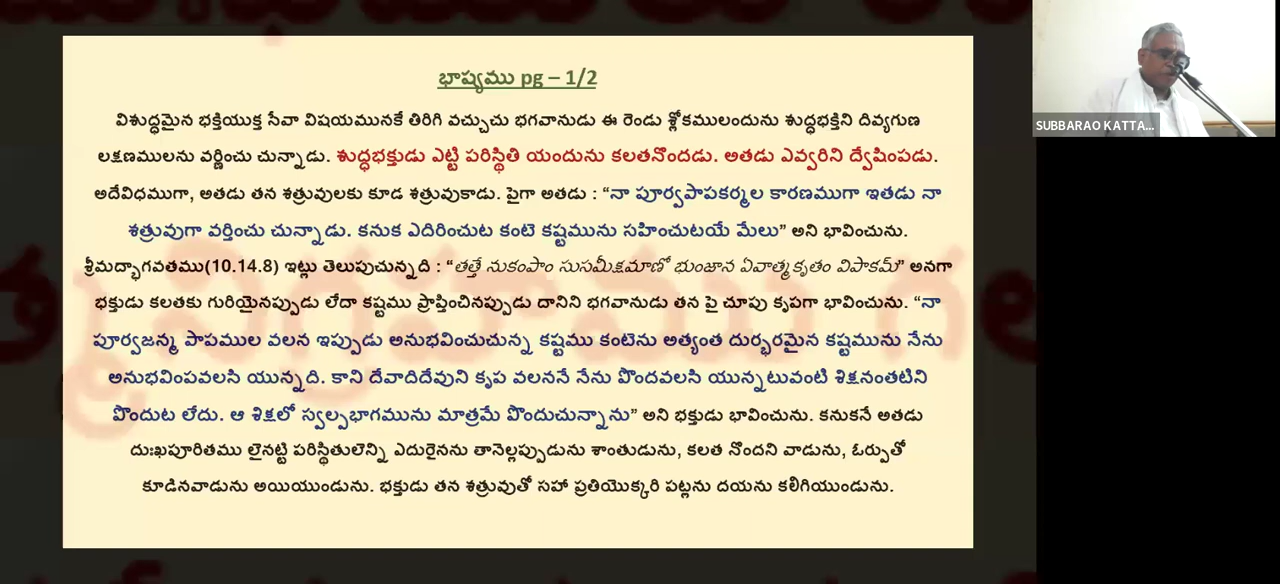 భాష్యము pg – 1/2
విశుద్ధమైన భక్తియుక్త సేవా విషయమునకే తిరిగి వచ్చుచు భగవానుడు ఈ రెండు శ్లోకములందును శుద్ధభక్తిని దివ్యగుణ
లక్షణములను వర్ణించు చున్నాడు. శుద్ధభక్తుడు ఎట్టి పరిస్థితి యందును కలతనొందడు. అతడు ఎవ్వరిని ద్వేషింపడు.
అదేవిధముగా, అతడు తన శత్రువులకు కూడ శత్రువుకాడు. పైగా అతడు : “నా పూర్వపాపకర్మల కారణముగా ఇతడు నా
శత్రువుగా వర్తించు చున్నాడు. కనుక ఎదిరించుట కంటె కష్టమును సహించుటయే మేలు” అని భావించును.
శ్రీమద్భాగవతము(10.14.8) ఇట్లు తెలుపుచున్నది : “తత్తే నుకంపాం సుసమీక్షమాణో భుంజాన ఏవాత్మకృతం విపాకమ్” అనగా
భక్తుడు కలతకు గురియైనప్పుడు లేదా కష్టము ప్రాప్తించినప్పుడు దానిని భగవానుడు తన పై చూపు కృపగా భావించును. “నా
పూర్వజన్మ పాపముల వలన ఇప్పుడు అనుభవించుచున్న కష్టము కంటెను అత్యంత దుర్భరమైన కష్టమును నేను
అనుభవింపవలసి యున్నది. కాని దేవాదిదేవుని కృప వలననే నేను పొందవలసి యున్నటువంటి శిక్షనంతటిని
పొందుట లేదు. ఆ శిక్షలో స్వల్పభాగమును మాత్రమే పొందుచున్నాను” అని భక్తుడు భావించును. కనుకనే అతడు
దుఃఖపూరితము లైనట్టి పరిస్థితులెన్ని ఎదురైనను తానెల్లప్పుడును శాంతుడును, కలత నొందని వాడును, ఓర్పుతో
కూడినవాడును అయియుండును. భక్తుడు తన శత్రువుతో సహా ప్రతియొక్కరి పట్లను దయను కలిగియుండును.
SUBBARAO KATTA...